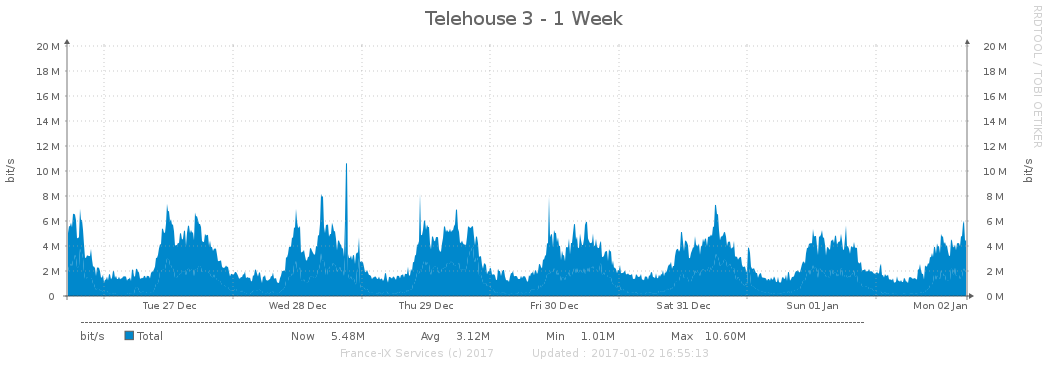 Telehouse 3 - 1 Week
RRDTOOL / TOBI OETIKER
20 M 20 M
18 M 18 M
16 M 16 M
14 M 14 M
12 M 12 M
10 M 10 M
8 M 8 M
6 M 6 M
4 M 4 M
2 M 2 M
0 0 M
bit/s bit/s
Tue 27 Dec Wed 28 Dec Thu 29 Dec Fri 30 Dec Sat 31 Dec Sun 01 Jan Mon 02 Jan
bit/s Total Now 5.48M Avg 3.12M Min 1.01M Max 10.60M
France-IX Services (c) 2017 Updated : 2017-01-02 16:55:13